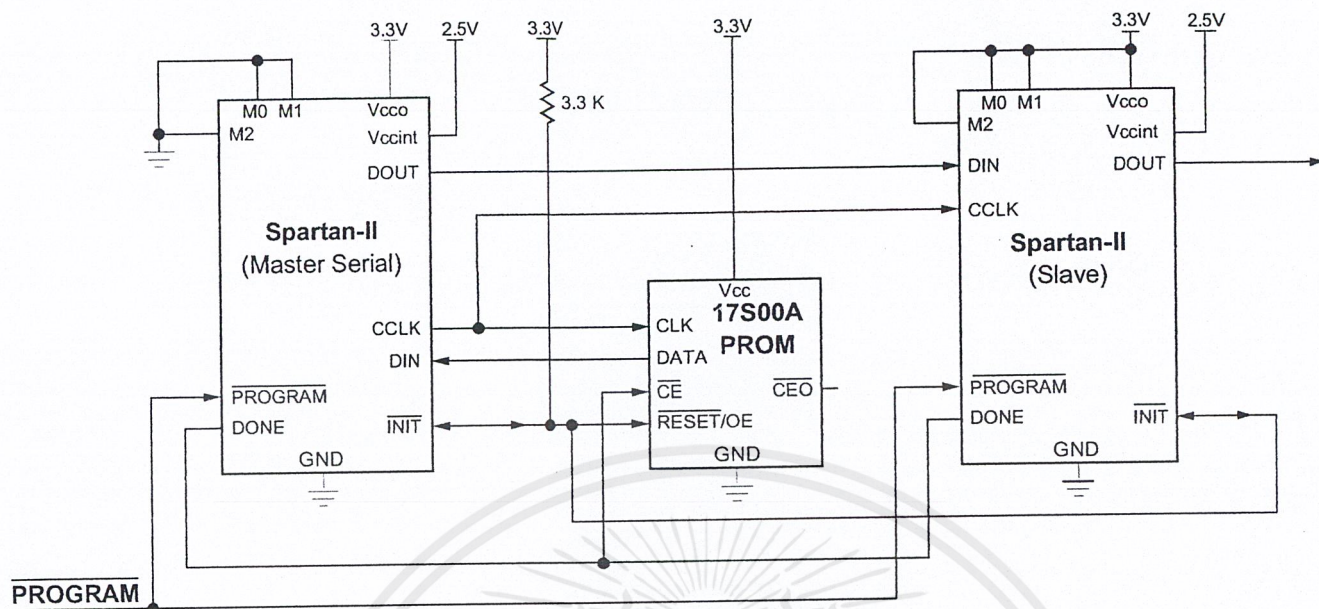 3.3V 2.5V 3.3V 3.3V 3.3V 2.5V
3.3 K
M0 M1
Vcco
M2
Vccint
DOUT
Spartan-II
(Master Serial)
CCLK
DIN
PROGRAM
DONE
INIT
GND
Vcc
17S00A
PROM
CLK
DATA
CE
CEO
RESET/OE
GND
M0 M1
Vcco
M2
Vccint
DIN
DOUT
CCLK
Spartan-II
(Slave)
PROGRAM
DONE
INIT
GND
PROGRAM